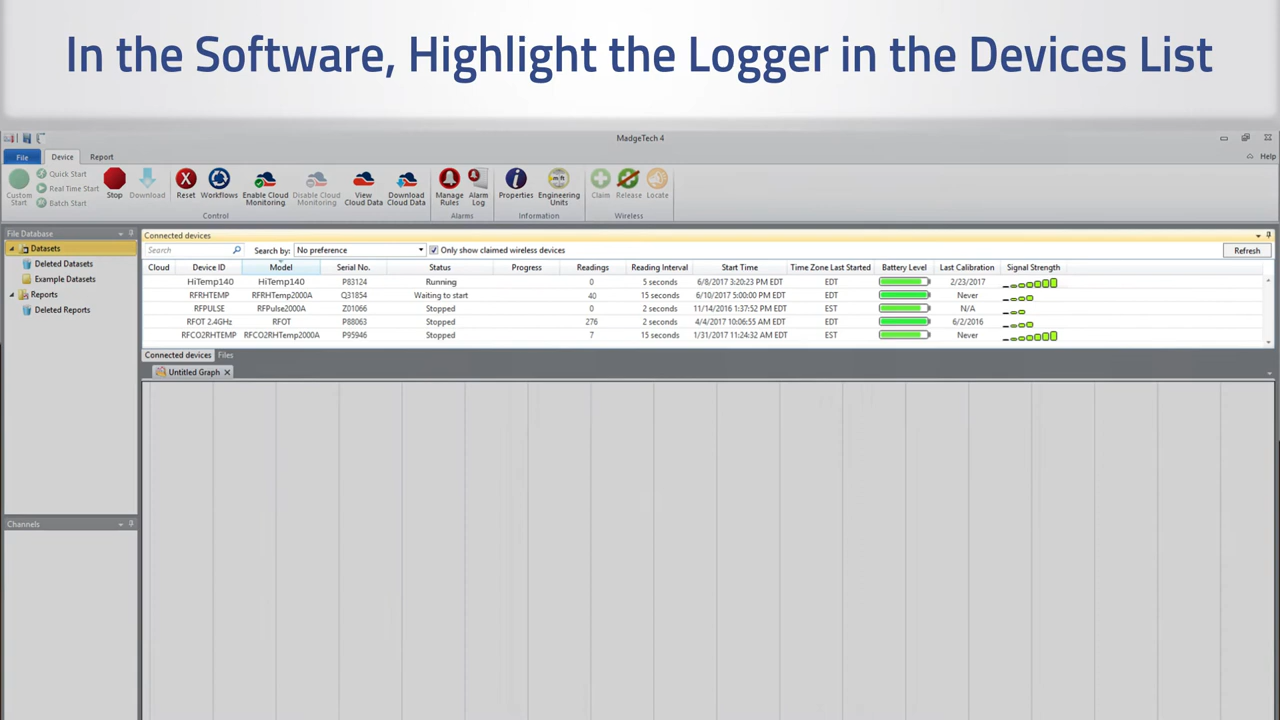 In the Software, Highlight the Logger in the Devices List
MadgeTech 4
File Device Report Help
Custom Start Quick Start Real Time Start Batch Start Stop Download Reset Workflows Enable Cloud Monitoring Disable Cloud Monitoring View Cloud Data Download Cloud Data Manage Rules Alarm Log Properties Engineering Units Claim Release Locate
Control Alarms Information Wireless
File Database
Datasets
Deleted Datasets
Example Datasets
Reports
Deleted Reports
Channels
Connected devices
Search Search by: No preference Only show claimed wireless devices Refresh
Cloud Device ID Model Serial No. Status Progress Readings Reading Interval Start Time Time Zone Last Started Battery Level Last Calibration Signal Strength
HiTemp140 HiTemp140 P83124 Running 0 5 seconds 6/8/2017 3:20:23 PM EDT EDT 2/23/2017
RFRHTEMP RFRHTemp2000A Q31854 Waiting to start 40 15 seconds 6/10/2017 5:00:00 PM EDT EDT Never
RFPULSE RFPulse2000A Z01066 Stopped 0 2 seconds 11/14/2016 1:37:52 PM EST EST N/A
RFOT 2.4GHz RFOT P88063 Stopped 276 2 seconds 4/4/2017 10:06:55 AM EDT EDT 6/2/2016
RFCO2RHTEMP RFCO2RHTemp2000A P95946 Stopped 7 15 seconds 1/31/2017 11:24:32 AM EDT EST Never
Connected devices Files
Untitled Graph